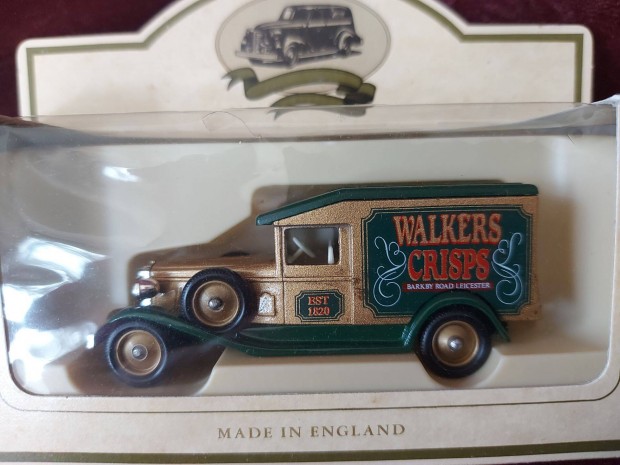 WALKERS
CRISPS
BARKBY ROAD LEICESTER
EST
1820
MADE IN ENGLAND